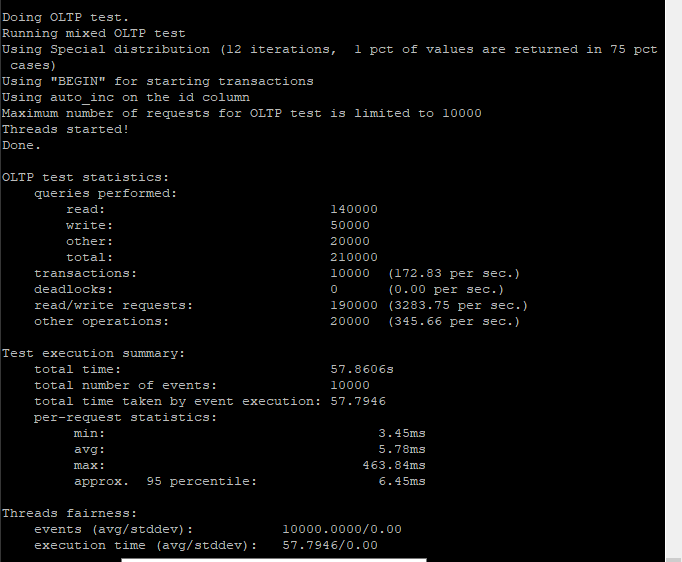 Doing OLTP test.
Running mixed OLTP test
Using Special distribution (12 iterations,  1 pct of values are returned in 75 pct
 cases)
Using "BEGIN" for starting transactions
Using auto_inc on the id column
Maximum number of requests for OLTP test is limited to 10000
Threads started!
Done.

OLTP test statistics:
    queries performed:
        read:                            140000
        write:                           50000
        other:                           20000
        total:                           210000
    transactions:                        10000  (172.83 per sec.)
    deadlocks:                           0      (0.00 per sec.)
    read/write requests:                 190000 (3283.75 per sec.)
    other operations:                    20000  (345.66 per sec.)

Test execution summary:
    total time:                          57.8606s
    total number of events:              10000
    total time taken by event execution: 57.7946
    per-request statistics:
         min:                                  3.45ms
         avg:                                  5.78ms
         max:                                463.84ms
         approx.  95 percentile:               6.45ms

Threads fairness:
    events (avg/stddev):           10000.0000/0.00
    execution time (avg/stddev):   57.7946/0.00